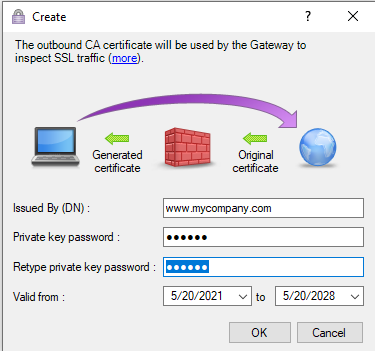 Create
The outbound CA certificate will be used by the Gateway to
inspect SSL traffic (more).
Generated
certificate
Original
certificate
Issued By (DN) : www.mycompany.com
Private key password : ●●●●●●
Retype private key password : ●●●●●●
Valid from : 5/20/2021 to 5/20/2028
OK Cancel